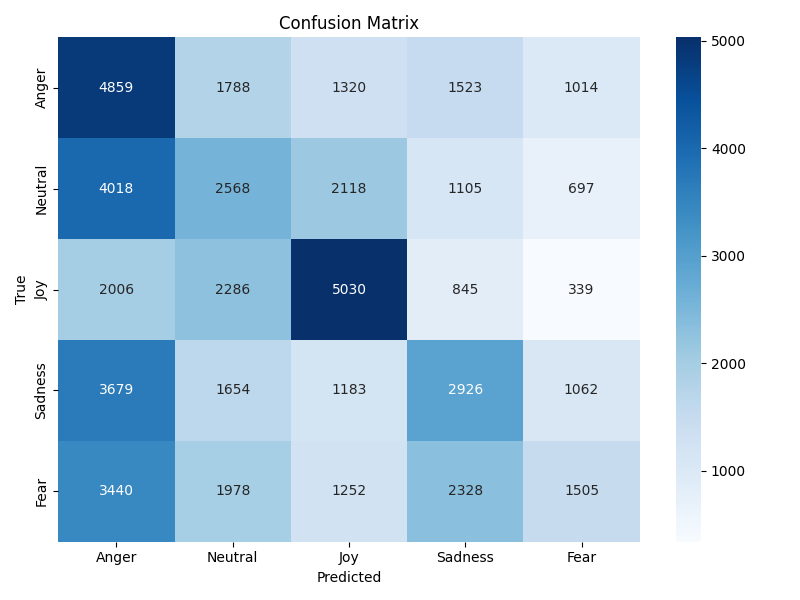 Confusion Matrix
True
Anger 4859 1788 1320 1523 1014
Neutral 4018 2568 2118 1105 697
Joy 2006 2286 5030 845 339
Sadness 3679 1654 1183 2926 1062
Fear 3440 1978 1252 2328 1505
Anger Neutral Joy Sadness Fear
Predicted
5000
4000
3000
2000
1000